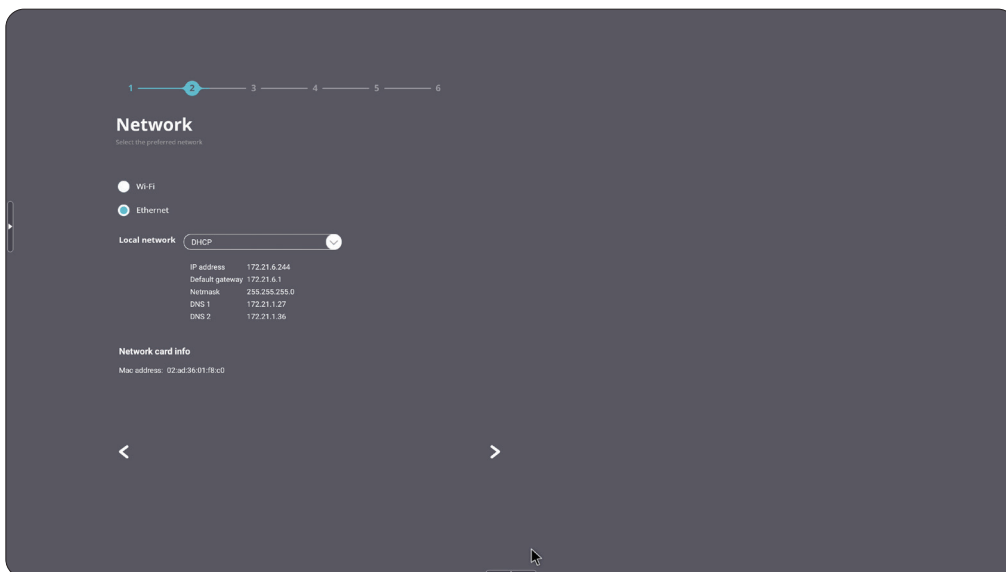 1 2 3 4 5 6
Network
Select the preferred network
Wi-Fi
Ethernet
Local network DHCP
IP address 172.21.6.244
Default gateway 172.21.6.1
Netmask 255.255.255.0
DNS 1 172.21.1.27
DNS 2 172.21.1.36
Network card info
Mac address: 02:ad:36:01:f8:c0